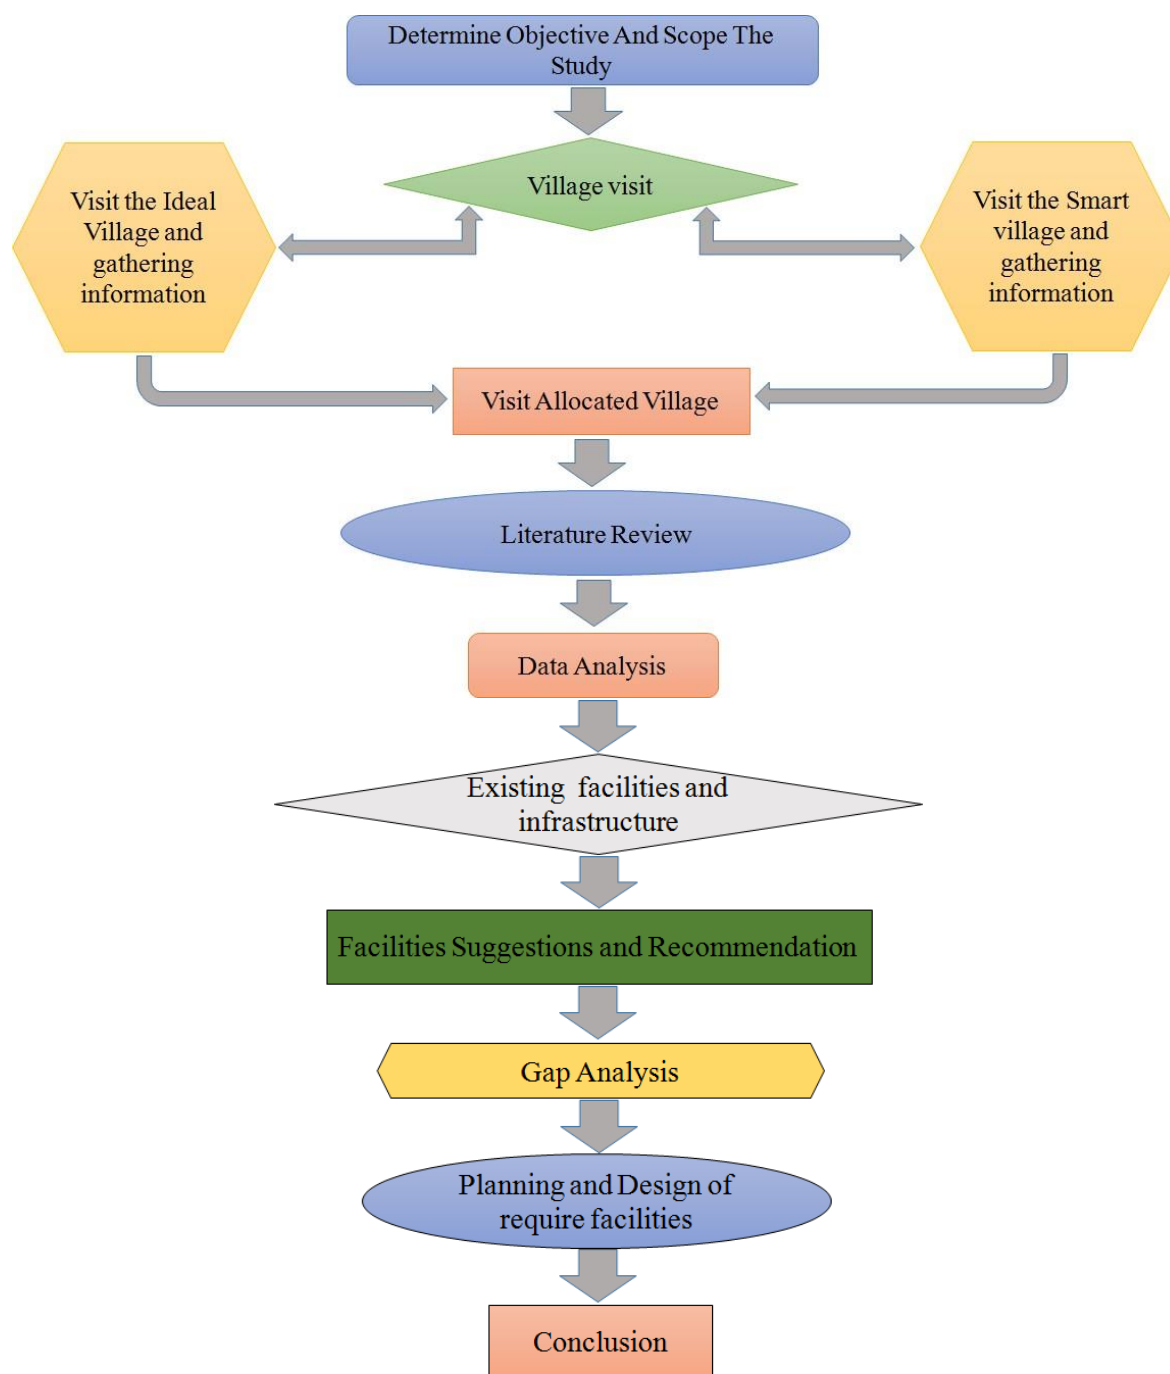 Determine Objective And Scope The
Study
Village visit
Visit the Ideal
Village and
gathering
information
Visit the Smart
village and
gathering
information
Visit Allocated Village
Literature Review
Data Analysis
Existing facilities and
infrastructure
Facilities Suggestions and Recommendation
Gap Analysis
Planning and Design of
require facilities
Conclusion